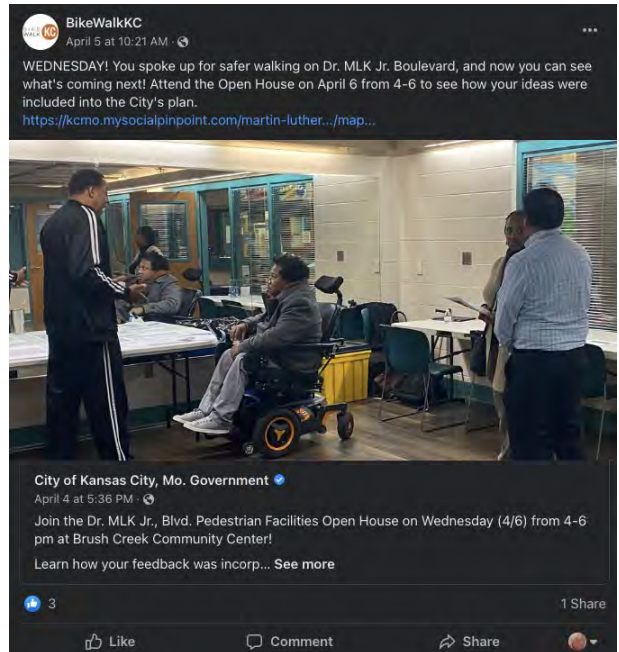 BIKE WALK KC
BikeWalkKC
April 5 at 10:21 AM ·
WEDNESDAY! You spoke up for safer walking on Dr. MLK Jr. Boulevard, and now you can see
what's coming next! Attend the Open House on April 6 from 4-6 to see how your ideas were
included into the City's plan.
https://kcmo.mysocialpinpoint.com/martin-luther.../map...
City of Kansas City, Mo. Government
April 4 at 5:36 PM ·
Join the Dr. MLK Jr., Blvd. Pedestrian Facilities Open House on Wednesday (4/6) from 4-6
pm at Brush Creek Community Center!
Learn how your feedback was incorp... See more
3
1 Share
Like
Comment
Share